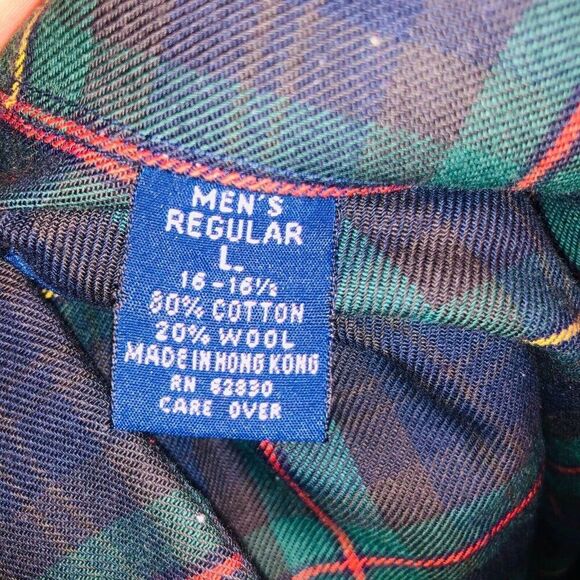 MEN'S
REGULAR
L.
16-16½
80% COTTON
20% WOOL
MADE IN HONG KONG
RN 62830
CARE OVER